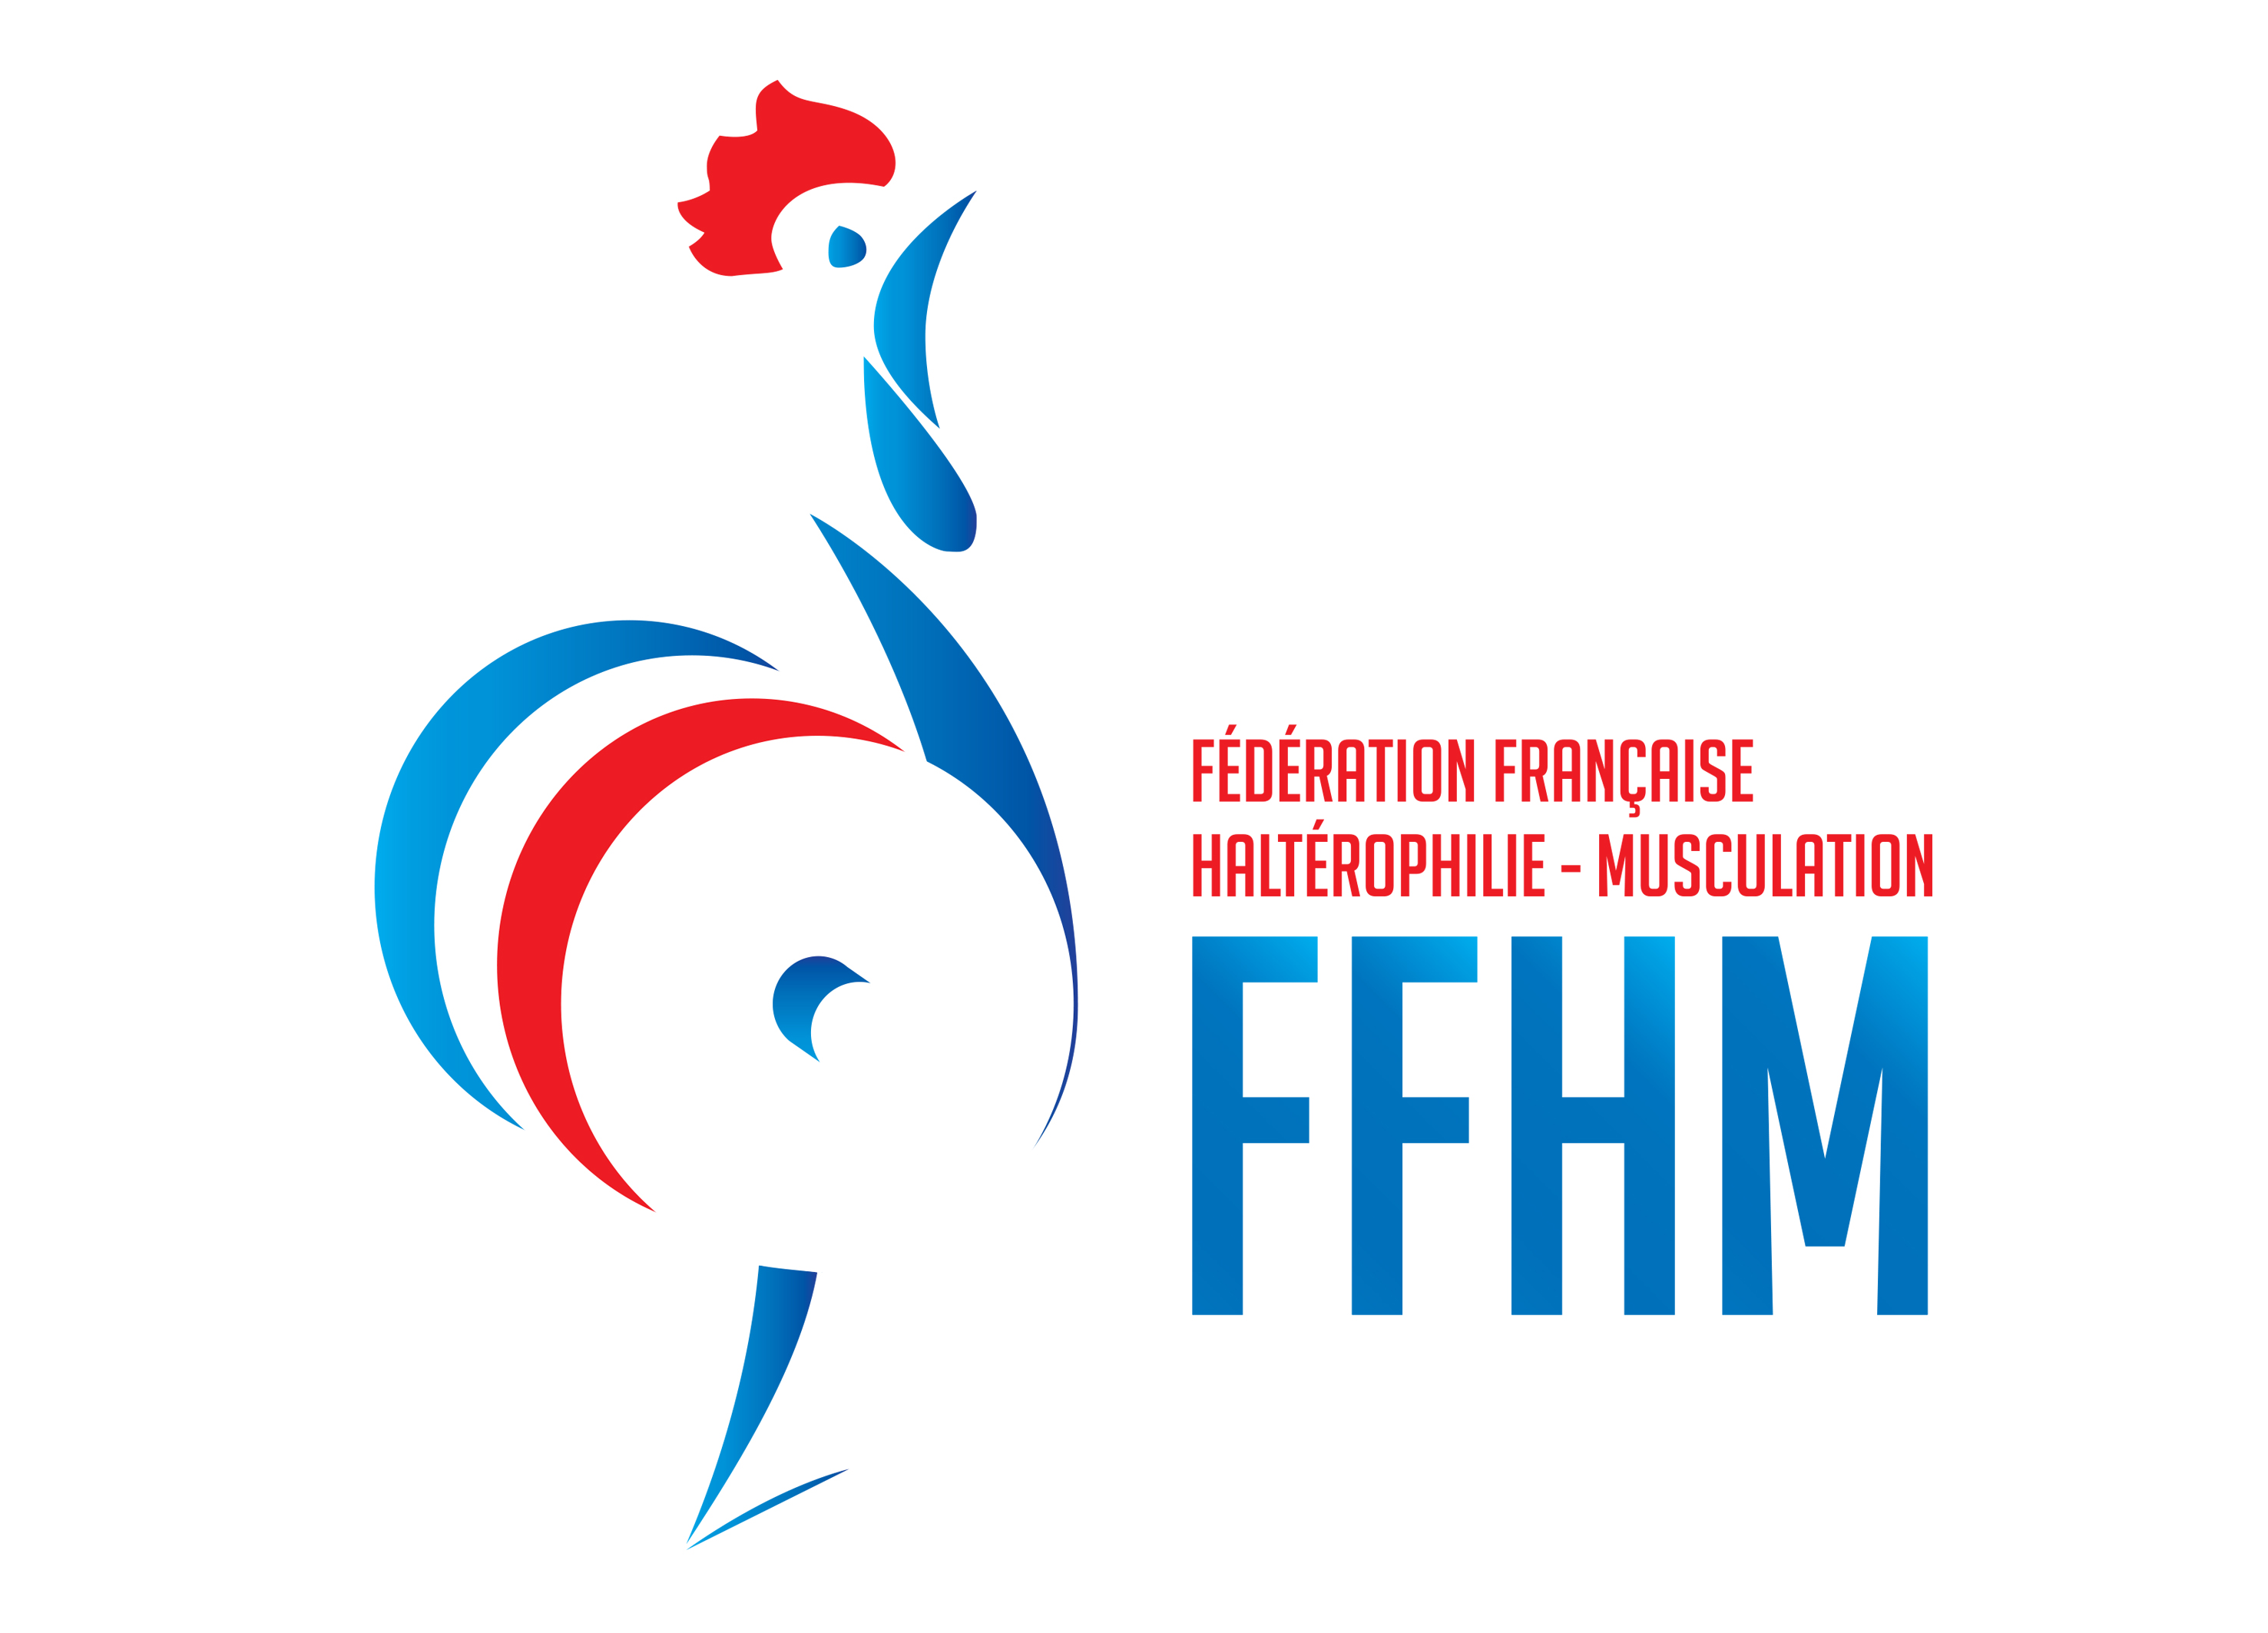 FÉDÉRATION FRANÇAISE
HALTÉROPHILIE - MUSCULATION
FFHM